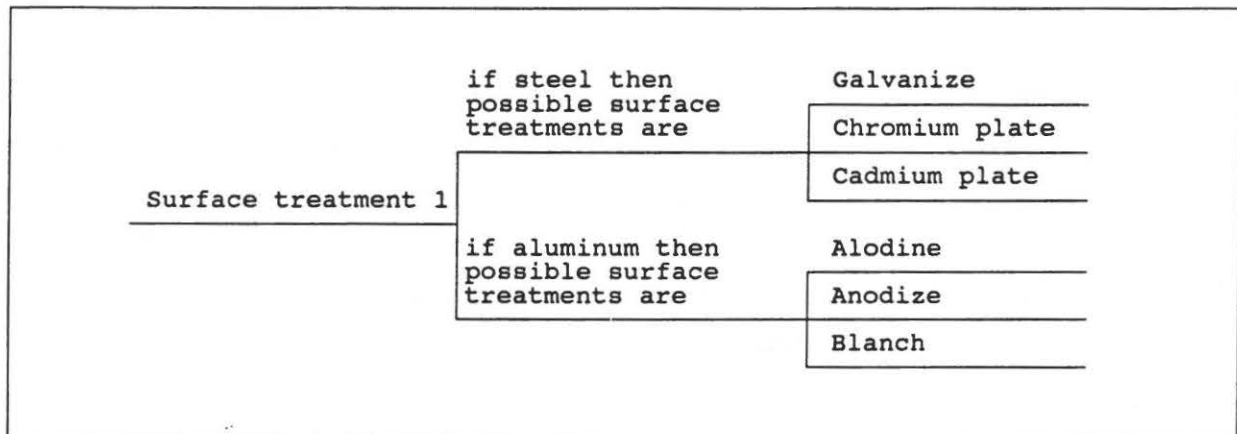 Surface treatment 1
if steel then
possible surface
treatments are
Galvanize
Chromium plate
Cadmium plate
if aluminum then
possible surface
treatments are
Alodine
Anodize
Blanch